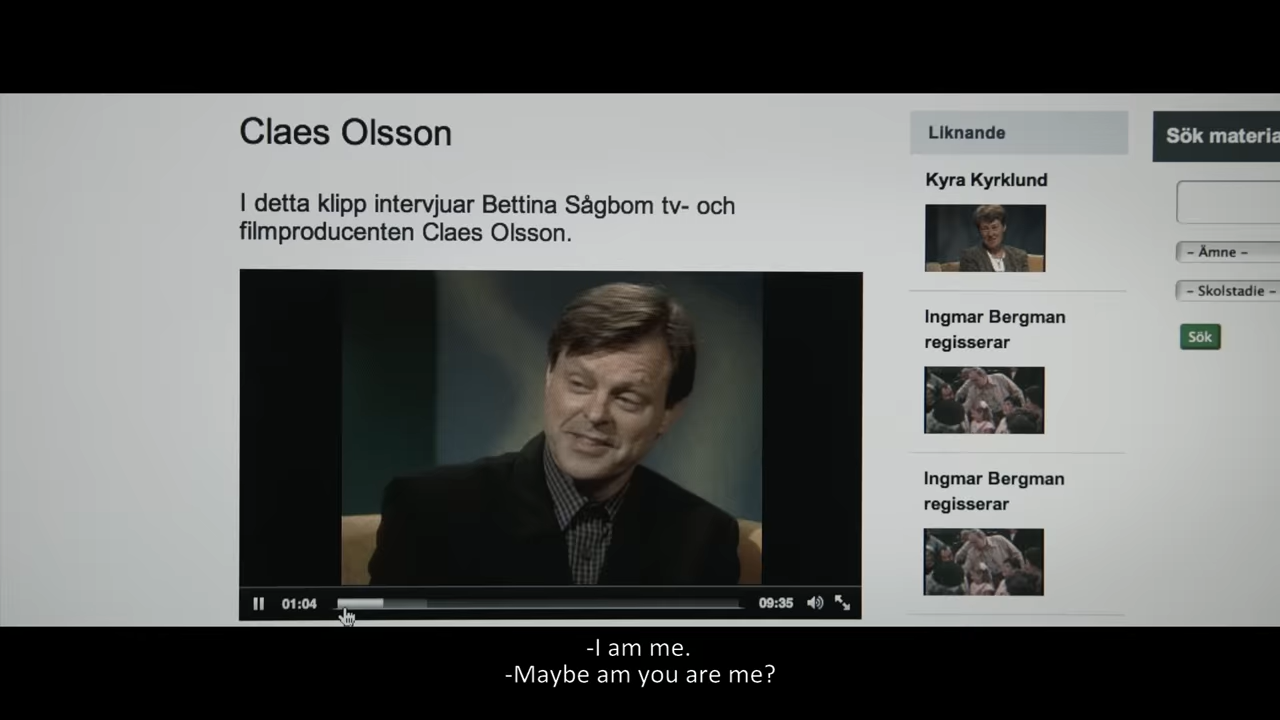 Claes Olsson
I detta klipp intervjuar Bettina Sågbom tv- och
filmproducenten Claes Olsson.
01:04
09:35
Liknande
Kyra Kyrklund
Ingmar Bergman
regisserar
Ingmar Bergman
regisserar
Sök materia
– Ämne –
– Skolstadie –
Sök
-I am me.
-Maybe am you are me?